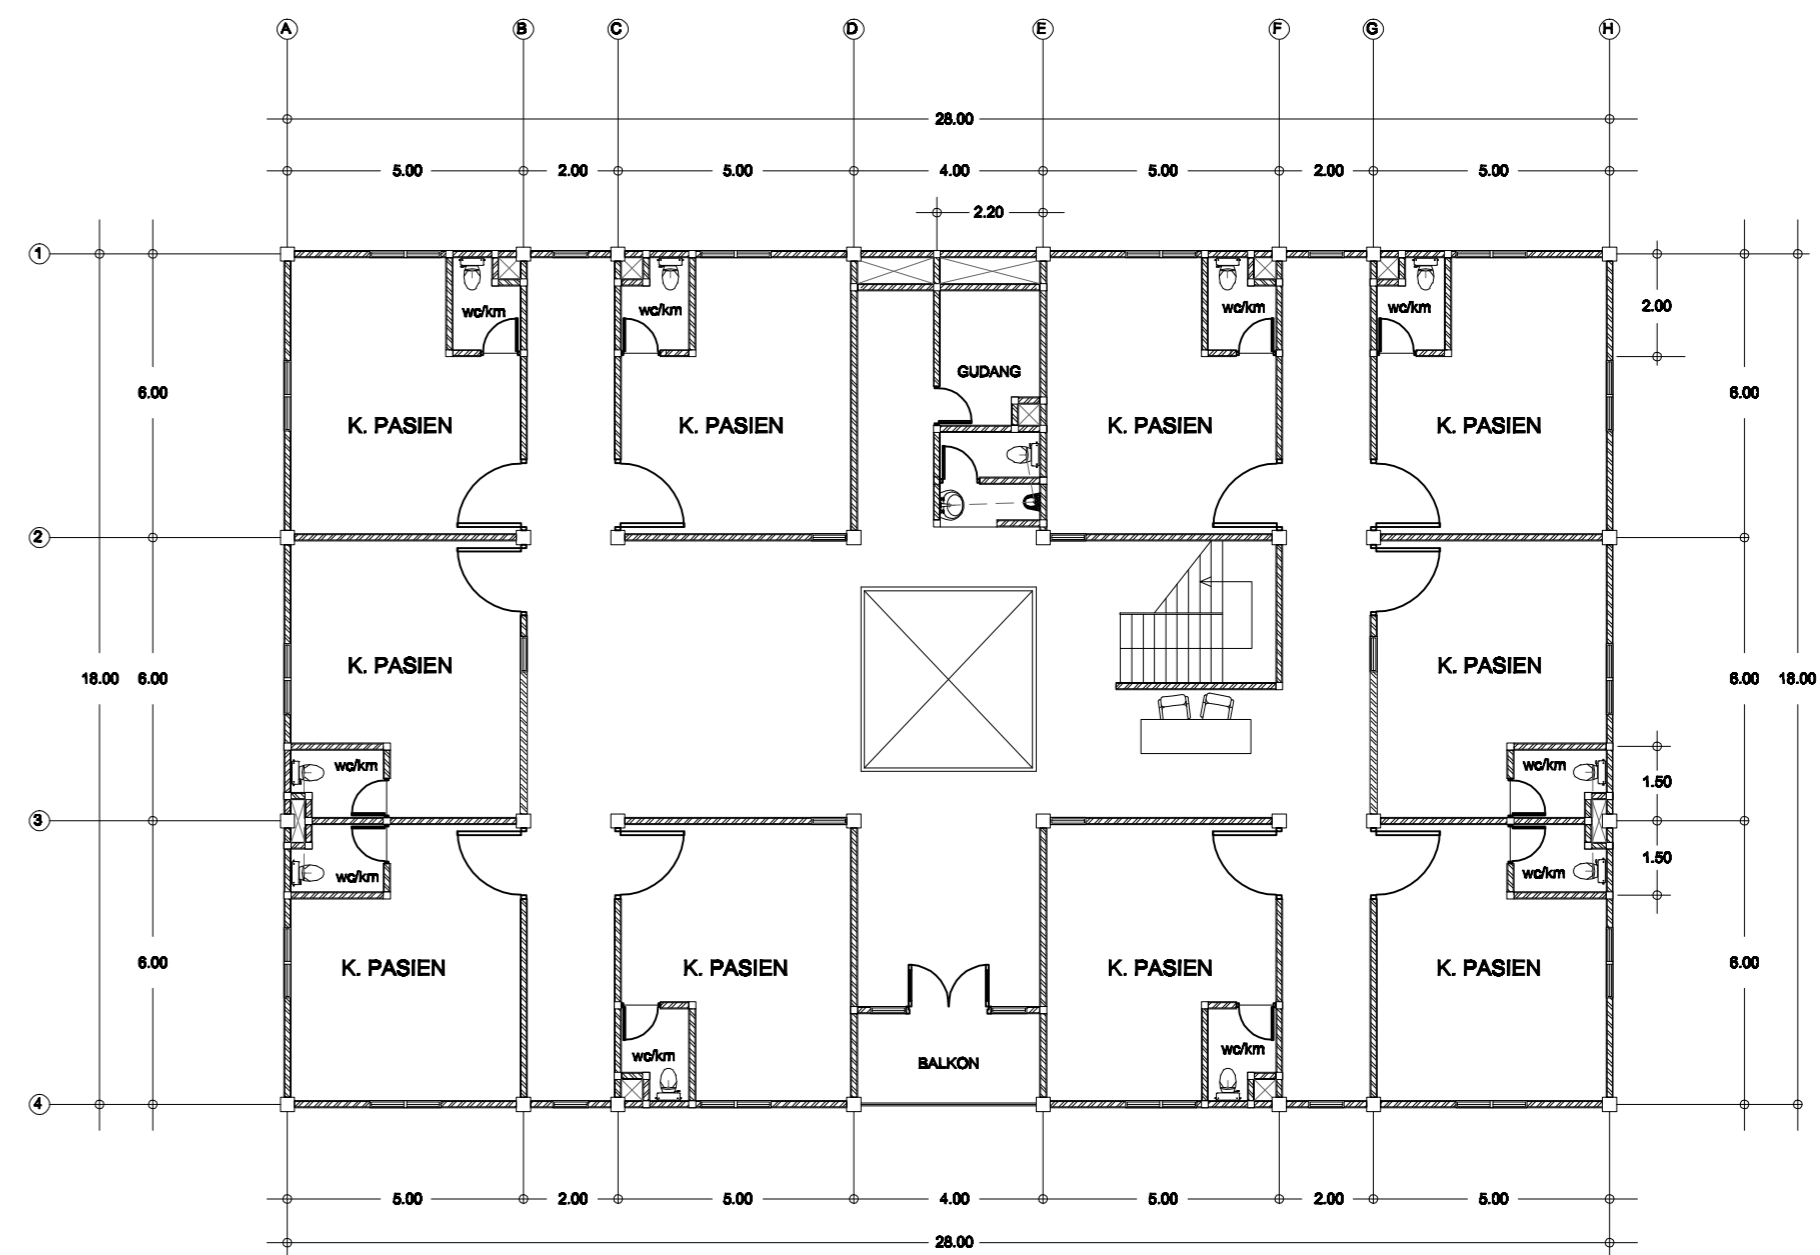 A B C D E F G H
28.00
5.00 2.00 5.00 4.00 5.00 2.00 5.00
2.20
1
wc/km wc/km wc/km wc/km 2.00
GUDANG
6.00 6.00
K. PASIEN K. PASIEN K. PASIEN K. PASIEN
2
K. PASIEN K. PASIEN
18.00 6.00 6.00 18.00
wc/km wc/km 1.50
3
wc/km wc/km 1.50
6.00 K. PASIEN K. PASIEN K. PASIEN K. PASIEN 6.00
wc/km BALKON wc/km
4
5.00 2.00 5.00 4.00 5.00 2.00 5.00
28.00